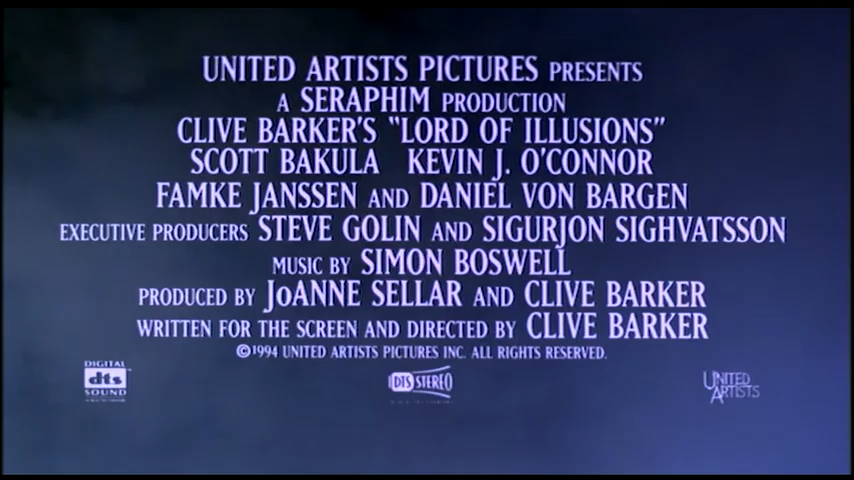 UNITED ARTISTS PICTURES PRESENTS
A SERAPHIM PRODUCTION
CLIVE BARKER'S "LORD OF ILLUSIONS"
SCOTT BAKULA KEVIN J. O'CONNOR
FAMKE JANSSEN AND DANIEL VON BARGEN
EXECUTIVE PRODUCERS STEVE GOLIN AND SIGURJON SIGHVATSSON
MUSIC BY SIMON BOSWELL
PRODUCED BY JoANNE SELLAR AND CLIVE BARKER
WRITTEN FOR THE SCREEN AND DIRECTED BY CLIVE BARKER
©1994 UNITED ARTISTS PICTURES INC. ALL RIGHTS RESERVED.
DIGITAL
dts
SOUND
DTS STEREO
UNITED
ARTISTS